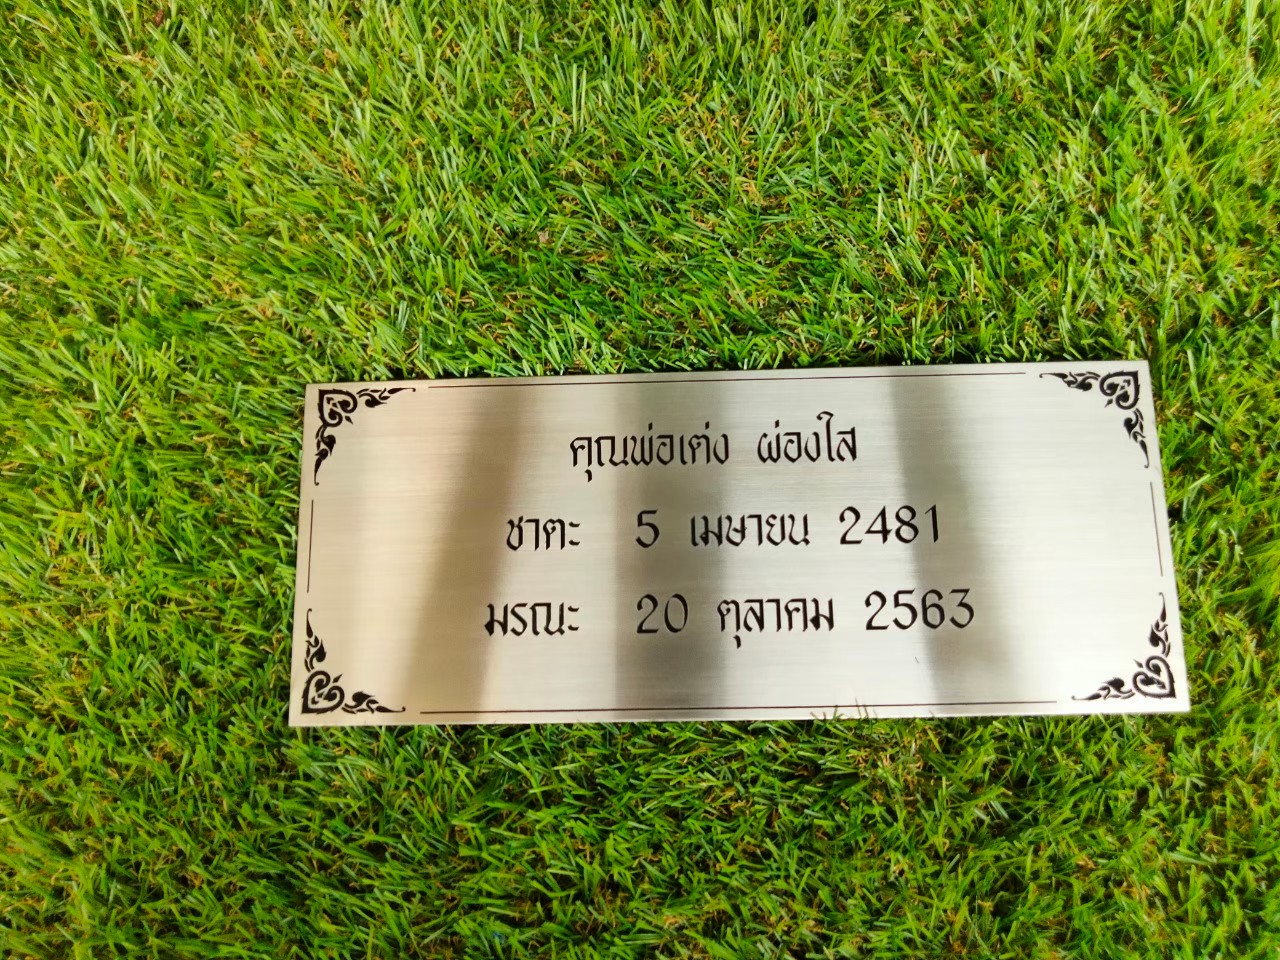 คุณพ่อเต่ง ผ่องใส
ชาตะ 5 เมษายน 2481
มรณะ 20 ตุลาคม 2563